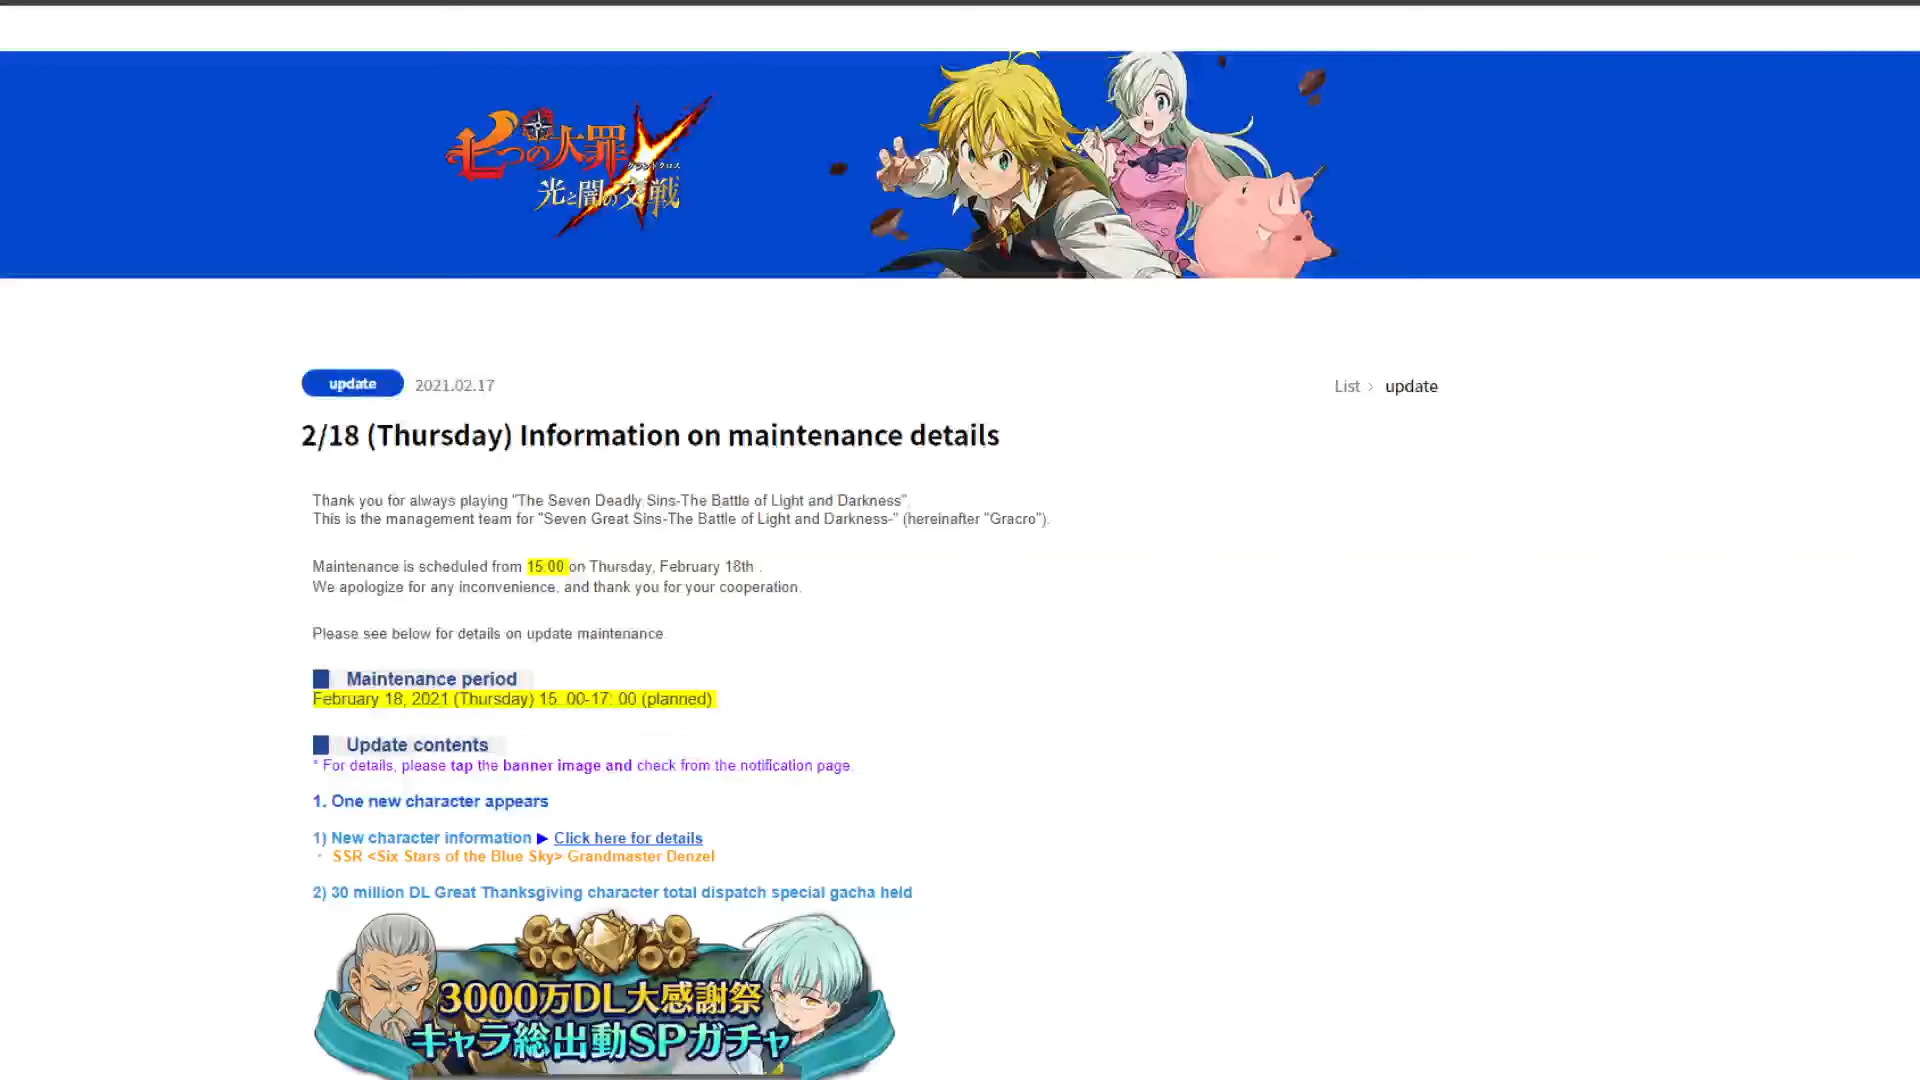 七つの大罪
グランドクロス
光と闇の交戦
update 2021.02.17
List > update
2/18 (Thursday) Information on maintenance details
Thank you for always playing "The Seven Deadly Sins-The Battle of Light and Darkness".
This is the management team for "Seven Great Sins-The Battle of Light and Darkness-" (hereinafter "Gracro").
Maintenance is scheduled from 15:00 on Thursday, February 18th .
We apologize for any inconvenience, and thank you for your cooperation.
Please see below for details on update maintenance.
■ Maintenance period
February 18, 2021 (Thursday) 15: 00-17: 00 (planned)
■ Update contents
* For details, please tap the banner image and check from the notification page.
1. One new character appears
1) New character information ▶ Click here for details
・ SSR <Six Stars of the Blue Sky> Grandmaster Denzel
2) 30 million DL Great Thanksgiving character total dispatch special gacha held
3000万DL大感謝祭
キャラ総出動SPガチャ